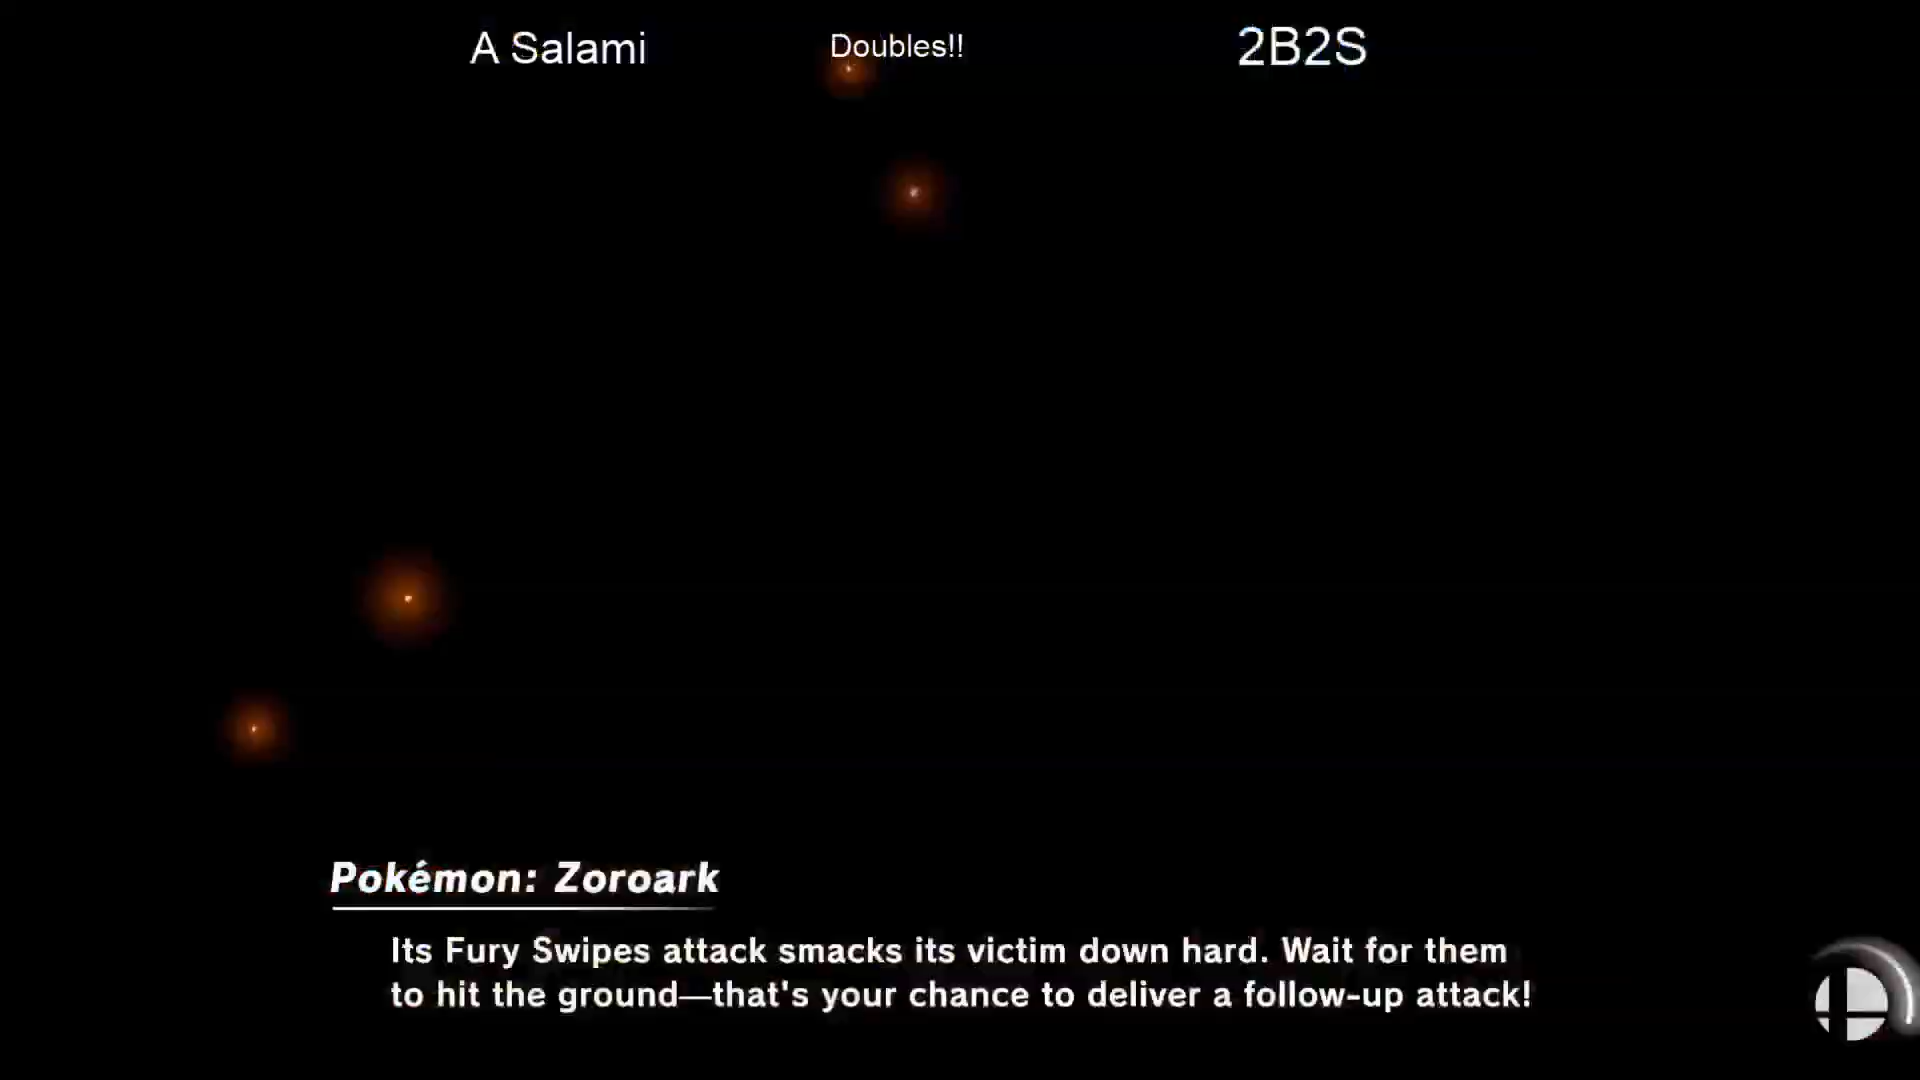 A Salami
Doubles!!
2B2S
Pokémon: Zoroark
Its Fury Swipes attack smacks its victim down hard. Wait for them
to hit the ground—that's your chance to deliver a follow-up attack!